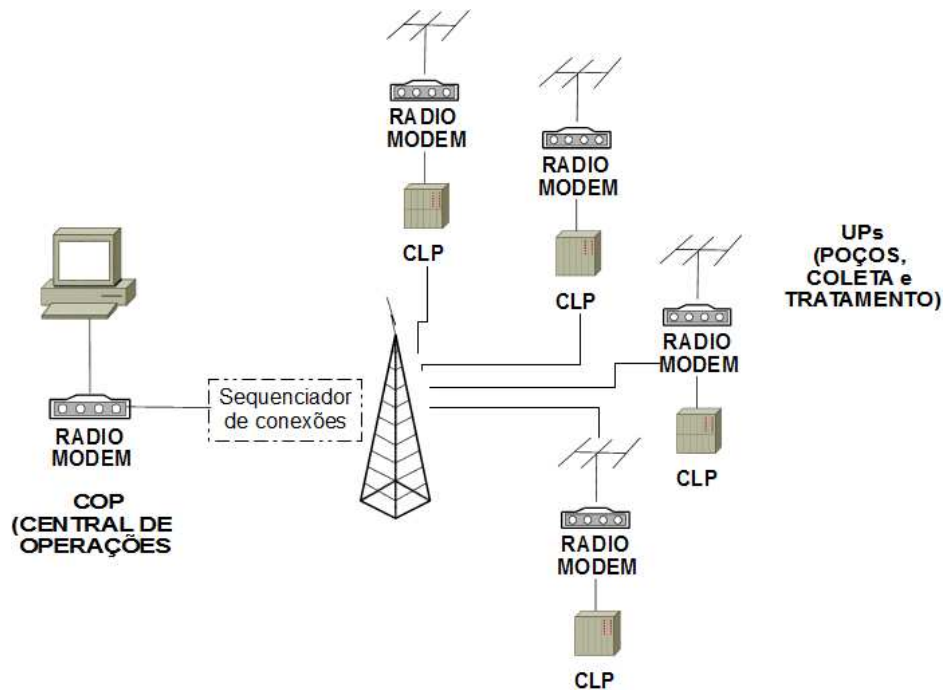 RADIO
MODEM
CLP
RADIO
MODEM
CLP
UPs
(POÇOS,
COLETA e
TRATAMENTO)
RADIO
MODEM
CLP
Sequenciador
de conexões
RADIO
MODEM
COP
(CENTRAL DE
OPERAÇÕES
RADIO
MODEM
CLP